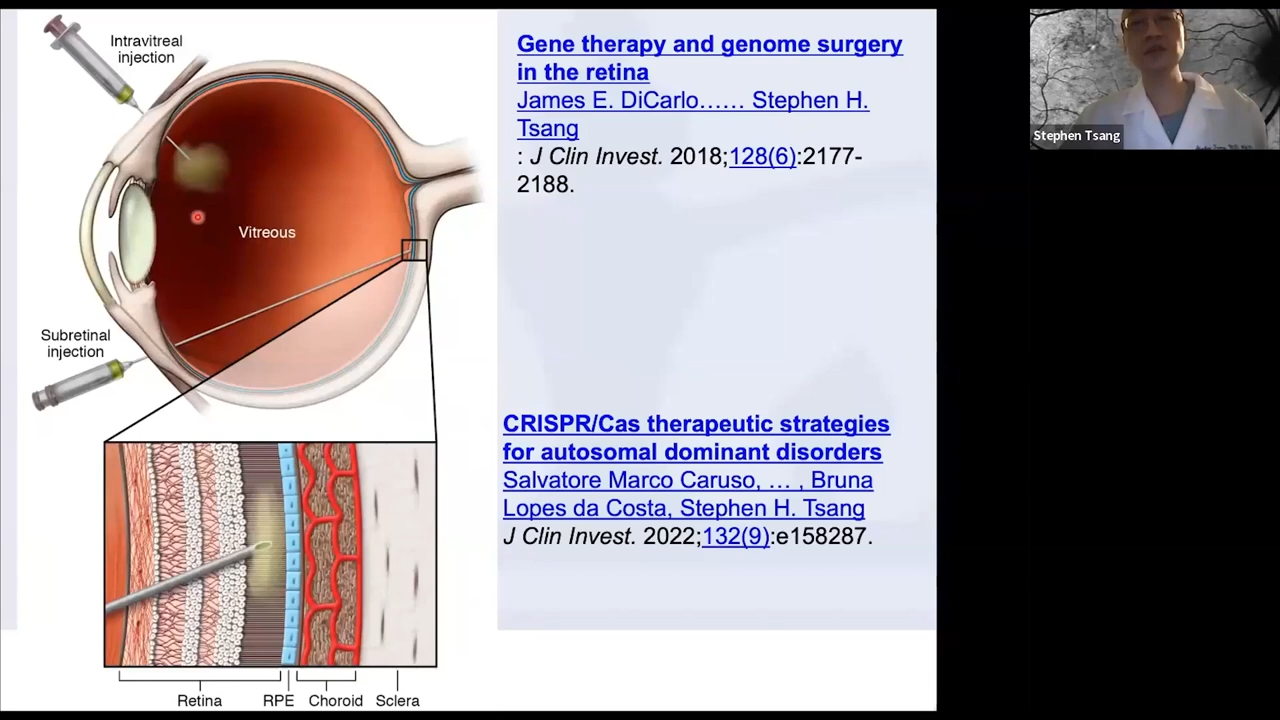 Intravitreal
injection
Vitreous
Subretinal
injection
Retina
RPE
Choroid
Sclera
Gene therapy and genome surgery
in the retina
James E. DiCarlo…… Stephen H.
Tsang
: J Clin Invest. 2018;128(6):2177-
2188.
CRISPR/Cas therapeutic strategies
for autosomal dominant disorders
Salvatore Marco Caruso, … , Bruna
Lopes da Costa, Stephen H. Tsang
J Clin Invest. 2022;132(9):e158287.
Stephen Tsang